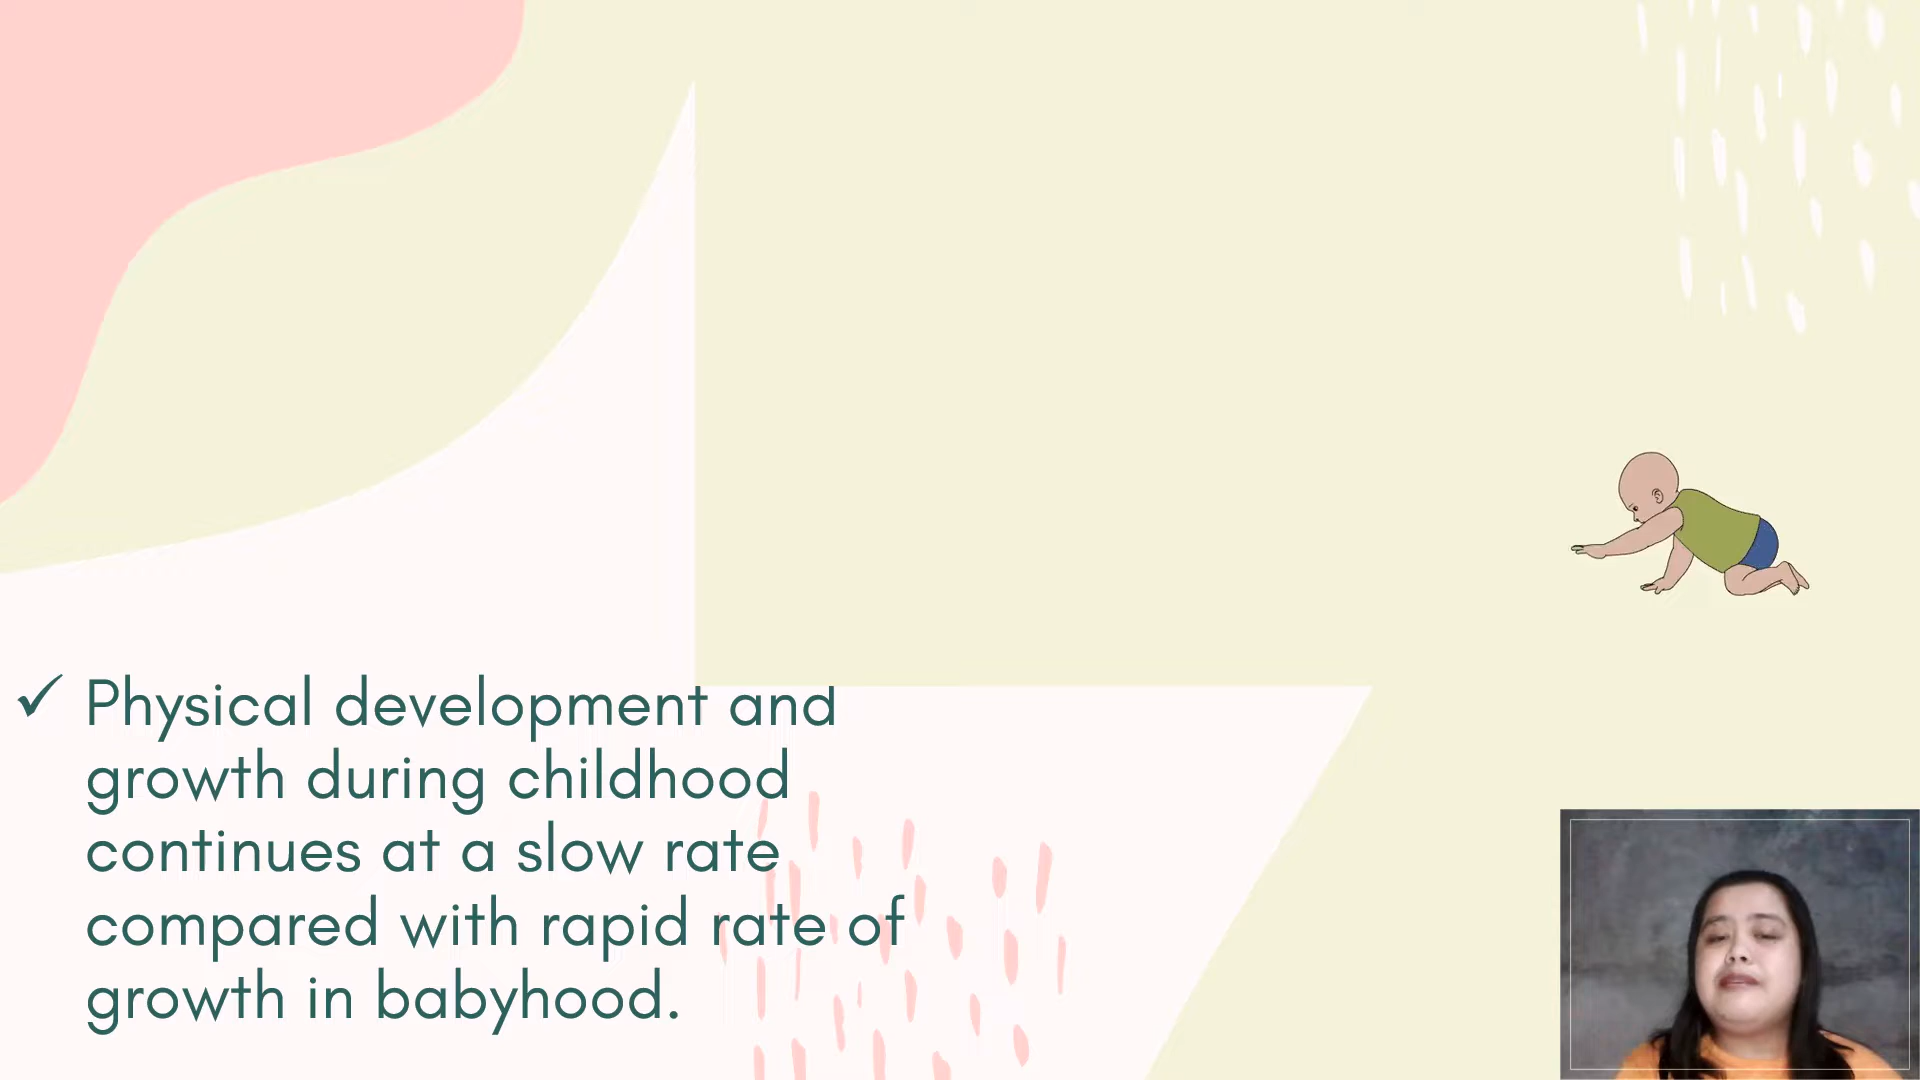 ✓ Physical development and
growth during childhood
continues at a slow rate
compared with rapid rate of
growth in babyhood.